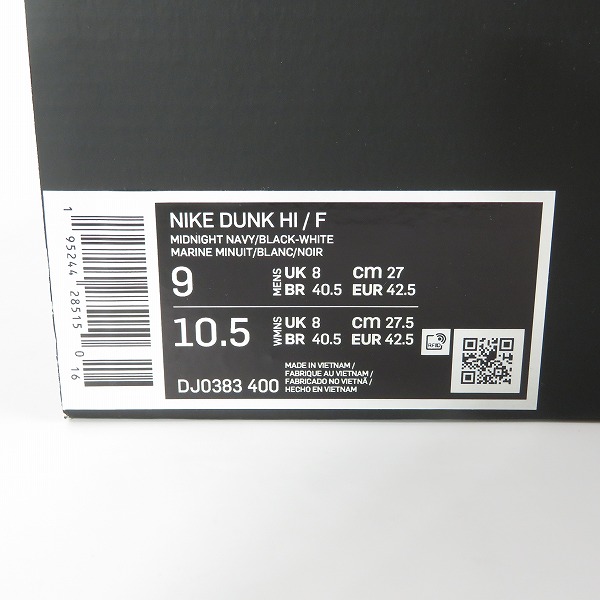 NIKE DUNK HI / F
MIDNIGHT NAVY/BLACK-WHITE
MARINE MINUIT/BLANC/NOIR
9 MENS UK 8 cm 27
BR 40.5 EUR 42.5
10.5 WMNS UK 8 cm 27.5
BR 40.5 EUR 42.5
RFID
DJ0383 400
MADE IN VIETNAM /
FABRIQUE AU VIETNAM /
FABRICADO NO VIETNÃ /
HECHO EN VIETNAM
1 95244 28515 016